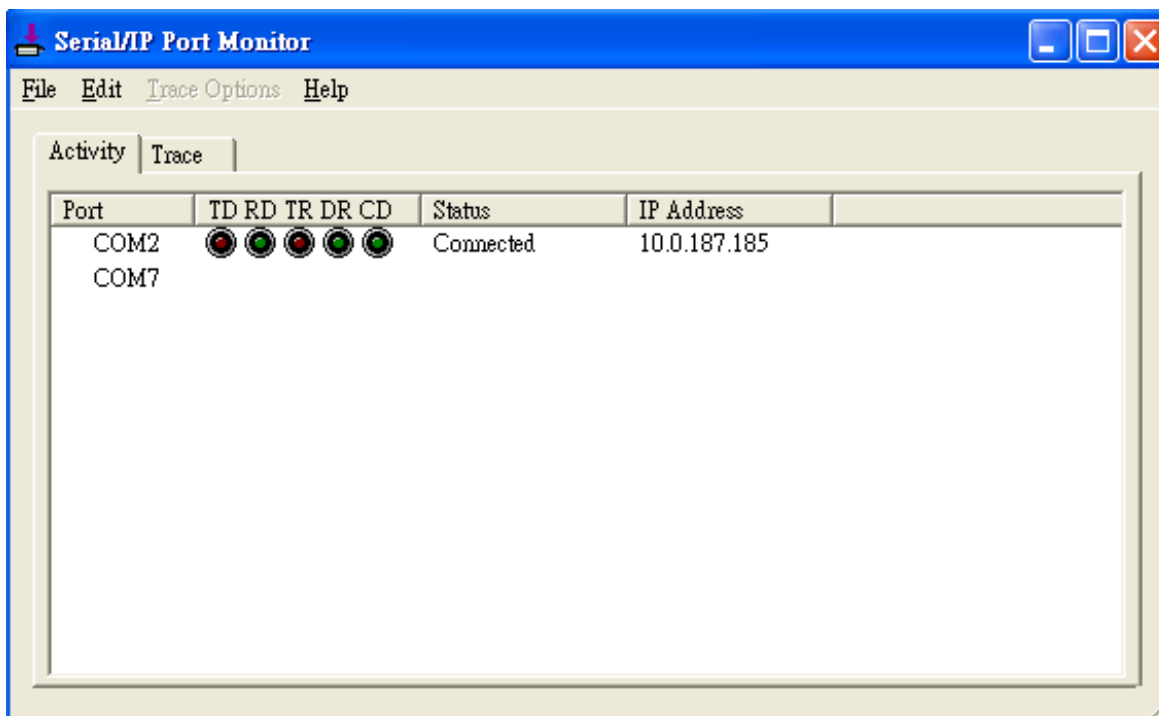 Serial/IP Port Monitor
File Edit Trace Options Help
Activity Trace
Port TD RD TR DR CD Status IP Address
COM2 Connected 10.0.187.185
COM7